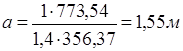 a = 1·773,54 / 1,4·356,37 = 1,55м